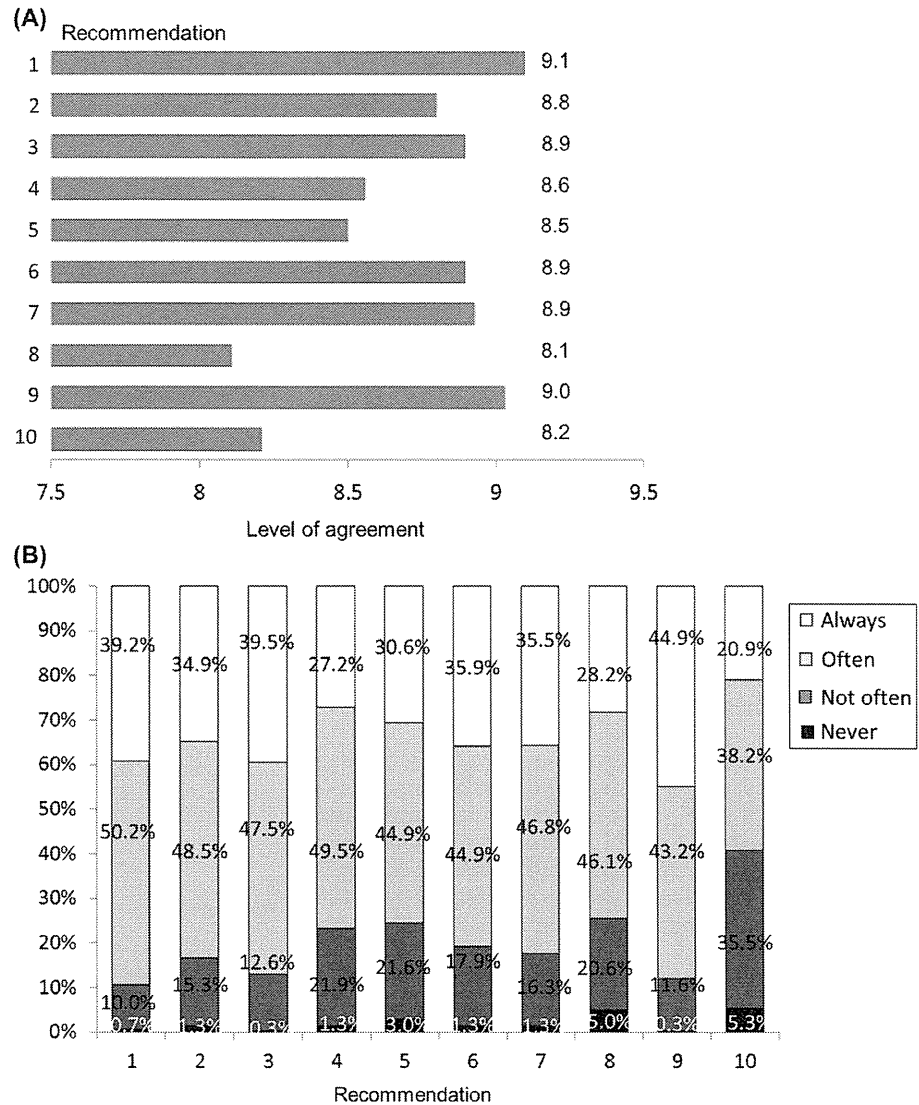 (A)
Recommendation
1 9.1
2 8.8
3 8.9
4 8.6
5 8.5
6 8.9
7 8.9
8 8.1
9 9.0
10 8.2
7.5 8 8.5 9 9.5
Level of agreement
(B)
100%
90%
80%
70%
60%
50%
40%
30%
20%
10%
0%
39.2% 34.9% 39.5% 27.2% 30.6% 35.9% 35.5% 28.2% 44.9% 20.9%
50.2% 48.5% 47.5% 49.5% 44.9% 44.9% 46.8% 46.1% 43.2% 38.2%
10.0% 15.3% 12.6% 21.9% 21.6% 17.9% 16.3% 20.6% 11.6% 35.5%
0.7% 1.3% 0.3% 1.3% 3.0% 1.3% 1.3% 5.0% 0.3% 5.3%
1 2 3 4 5 6 7 8 9 10
Recommendation
Always
Often
Not often
Never